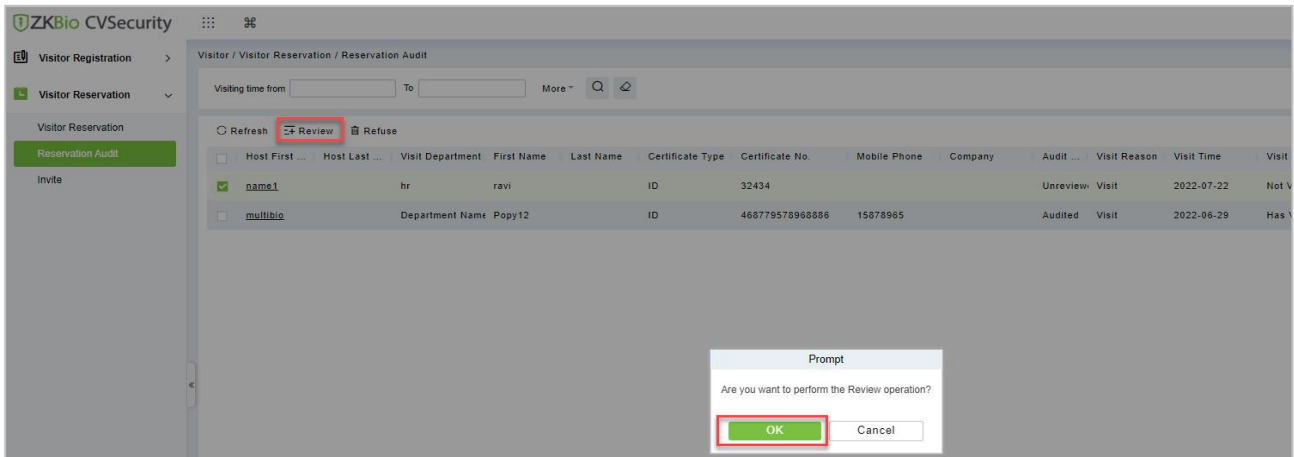 ZKBio CVSecurity
Visitor Registration
Visitor Reservation
Visitor Reservation
Reservation Audit
Invite
Visitor / Visitor Reservation / Reservation Audit
Visiting time from To More
Refresh Review Refuse
Host First ... Host Last ... Visit Department First Name Last Name Certificate Type Certificate No. Mobile Phone Company Audit ... Visit Reason Visit Time Visit
name1 hr ravi ID 32434 Unreview Visit 2022-07-22 Not
multibio Department Name Popy12 ID 468779578968886 15878965 Audited Visit 2022-06-29 Has
Prompt
Are you want to perform the Review operation?
OK Cancel